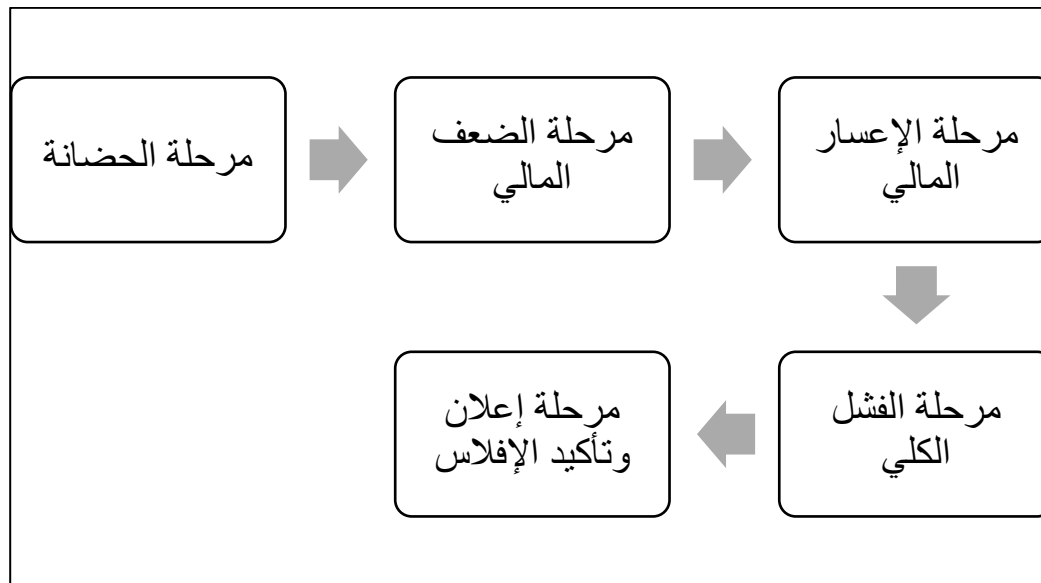 مرحلة الحضانة
مرحلة الضعف
المالي
مرحلة الإعسار
المالي
مرحلة الفشل
الكلي
مرحلة إعلان
وتأكيد الإفلاس